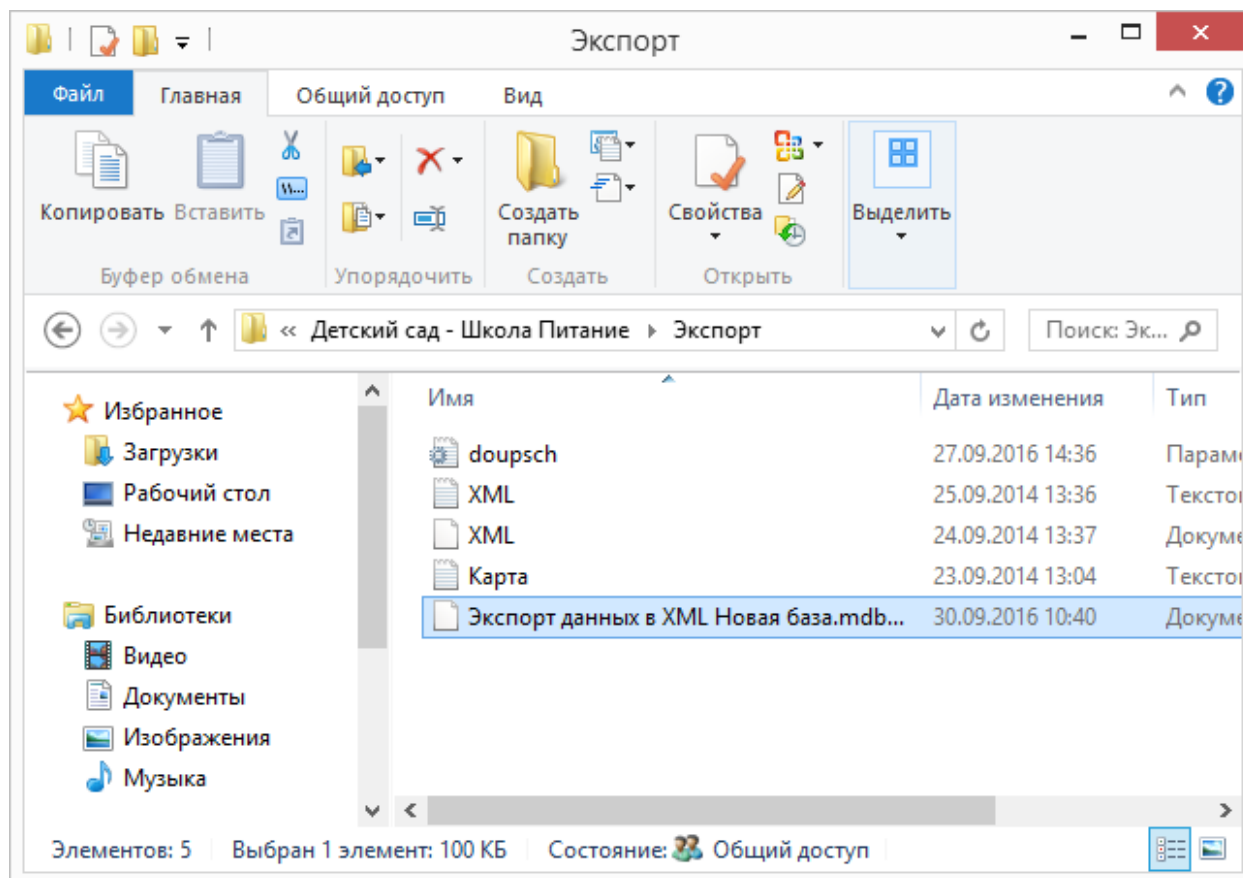 Экспорт
Файл Главная Общий доступ Вид
Копировать Вставить Создать папку Свойства Выделить
Буфер обмена Упорядочить Создать Открыть
« Детский сад - Школа Питание Экспорт Поиск: Эк...
Имя Дата изменения Тип
Избранное
Загрузки doupsch 27.09.2016 14:36 Парам
Рабочий стол XML 25.09.2014 13:36 Тексто
Недавние места XML 24.09.2014 13:37 Докуме
Карта 23.09.2014 13:04 Тексто
Библиотеки Экспорт данных в XML Новая база.mdb... 30.09.2016 10:40 Докуме
Видео
Документы
Изображения
Музыка
Элементов: 5 Выбран 1 элемент: 100 КБ Состояние: Общий доступ